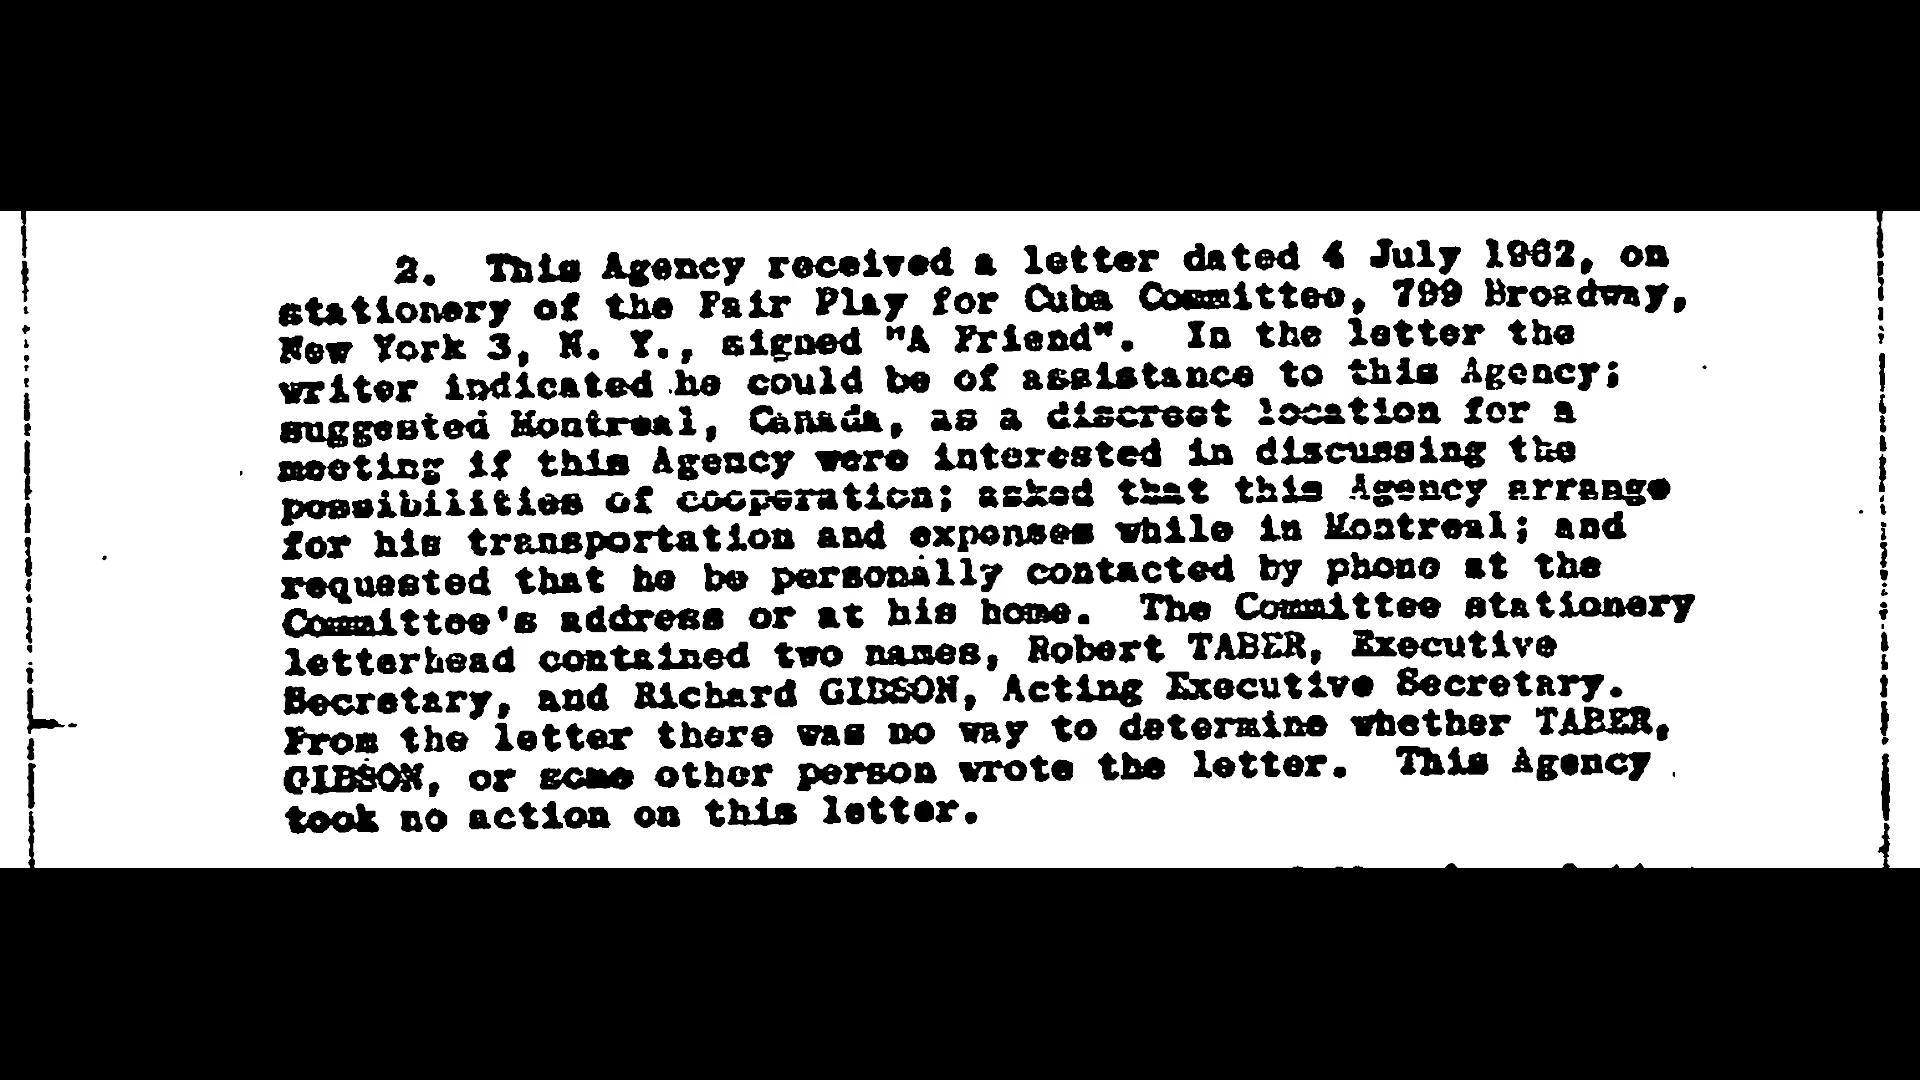 2. This Agency received a letter dated 4 July 1962, on
stationery of the Fair Play for Cuba Committee, 799 Broadway,
New York 3, N. Y., signed "A Friend". In the letter the
writer indicated he could be of assistance to this Agency;
suggested Montreal, Canada, as a discreet location for a
meeting if this Agency were interested in discussing the
possibilities of cooperation; asked that this Agency arrange
for his transportation and expenses while in Montreal; and
requested that he be personally contacted by phone at the
Committee's address or at his home. The Committee stationery
letterhead contained two names, Robert TABER, Executive
Secretary, and Richard GIBSON, Acting Executive Secretary.
From the letter there was no way to determine whether TABER,
GIBSON, or some other person wrote the letter. This Agency
took no action on this letter.